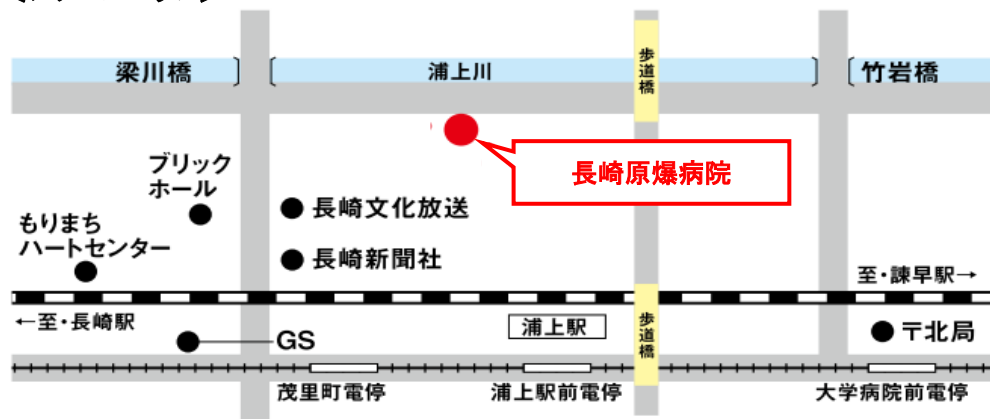 梁川橋
浦上川
歩道橋
竹岩橋
長崎原爆病院
ブリック
ホール
長崎文化放送
もりまち
ハートセンター
長崎新聞社
至・諫早駅→
←至・長崎駅
GS
浦上駅
歩道橋
〒北局
茂里町電停
浦上駅前電停
大学病院前電停